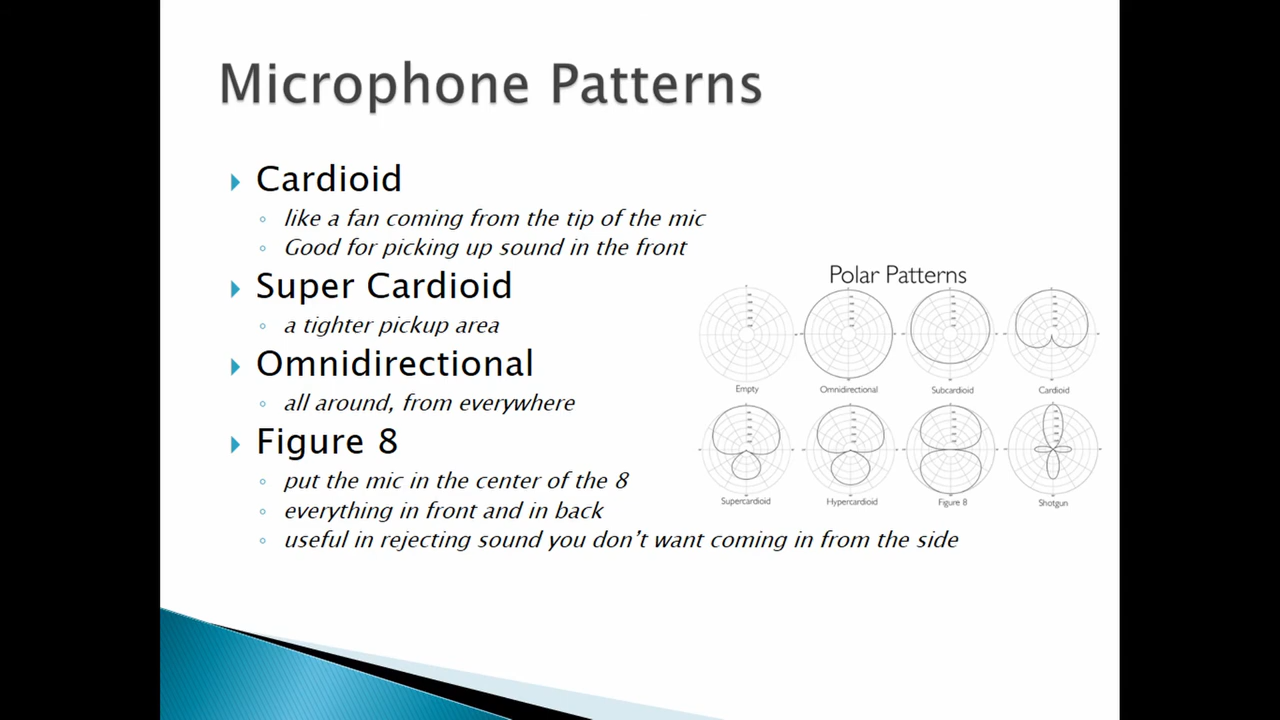 Microphone Patterns
Cardioid
like a fan coming from the tip of the mic
Good for picking up sound in the front
Super Cardioid
a tighter pickup area
Omnidirectional
all around, from everywhere
Figure 8
put the mic in the center of the 8
everything in front and in back
useful in rejecting sound you don't want coming in from the side
Polar Patterns
Empty
Omnidirectional
Subcardioid
Cardioid
Supercardioid
Hypercardioid
Figure 8
Shotgun